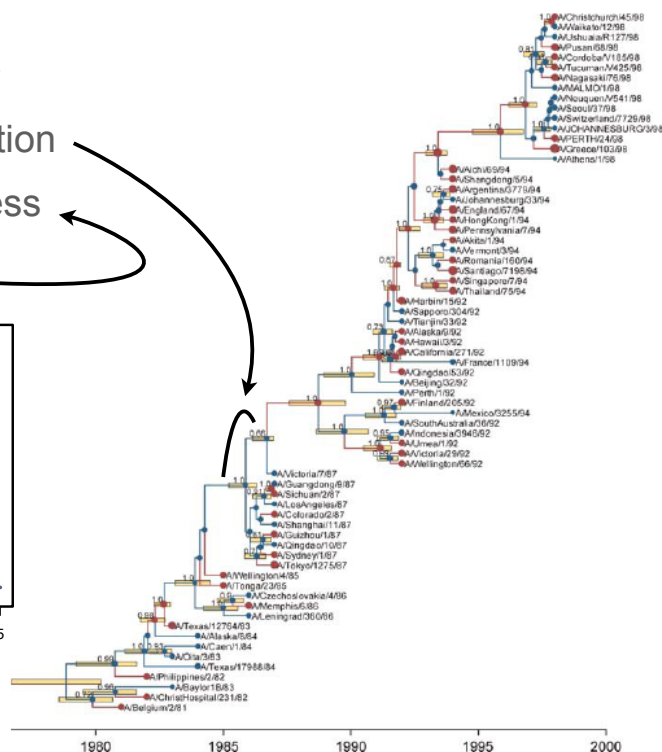 tion
ess
5
A/Christchurch/45/98
A/Waikato/12/98
A/Ushuaia/R127/98
A/Pusan/68/98
A/Cordoba/V185/98
A/Tucuman/V425/98
A/Nagasaki/76/98
A/MALMO/1/98
A/Neuquen/V541/98
A/Seoul/37/98
A/Switzerland/7729/98
A/JOHANNESBURG/3/98
A/PERTH/24/98
A/Greece/103/98
A/Athens/1/98
A/Aichi/69/94
A/Shangdong/5/94
A/Argentina/3779/94
A/Johannesburg/33/94
A/England/67/94
A/HongKong/1/94
A/Pennsylvania/7/94
A/Akita/1/94
A/Vermont/3/94
A/Romania/160/94
A/Santiago/7198/94
A/Singapore/7/94
A/Thailand/75/94
A/Harbin/15/92
A/Sapporo/304/92
A/Tianjin/33/92
A/Alaska/9/92
A/Hawaii/3/92
A/California/271/92
A/France/1109/94
A/Qingdao/53/92
A/Beijing/32/92
A/Perth/1/92
A/Finland/205/92
A/Mexico/3255/94
A/SouthAustralia/36/92
A/Indonesia/3946/92
A/Umea/1/92
A/Victoria/29/92
A/Wellington/66/92
A/Victoria/7/87
A/Guangdong/9/87
A/Sichuan/2/87
A/LosAngeles/87
A/Colorado/2/87
A/Shanghai/11/87
A/Guizhou/1/87
A/Qingdao/10/87
A/Sydney/1/87
A/Tokyo/1275/87
A/Wellington/4/85
A/Tonga/23/85
A/Czechoslovakia/4/86
A/Memphis/6/86
A/Leningrad/360/86
A/Texas/12764/83
A/Alaska/8/84
A/Caen/1/84
A/Oita/3/83
A/Texas/17988/84
A/Philippines/2/82
A/Baylor1B/83
A/ChristHospital/231/82
A/Belgium/2/81
1980 1985 1990 1995 2000